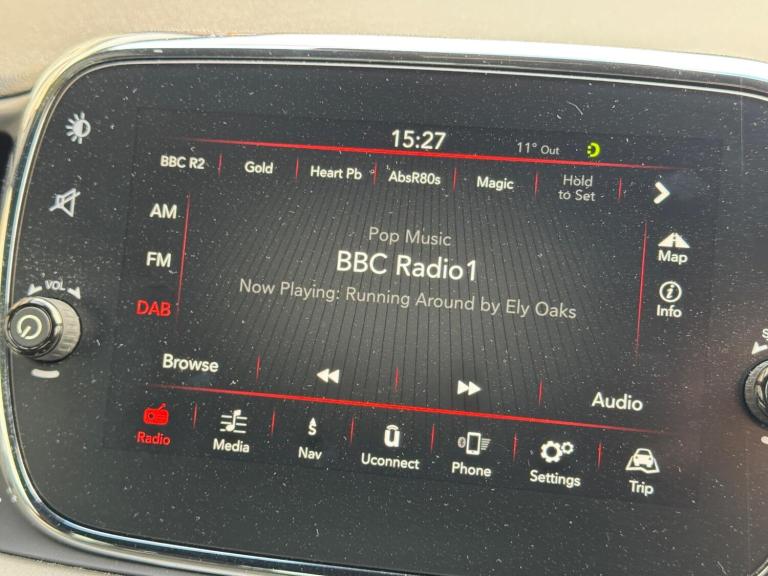 15:27
11° Out
BBC R2
Gold
Heart Pb
AbsR80s
Magic
Hold
to Set
AM
FM
DAB
Pop Music
BBC Radio1
Now Playing: Running Around by Ely Oaks
Map
Info
VOL
Browse
Audio
Radio
Media
Nav
Uconnect
Phone
Settings
Trip